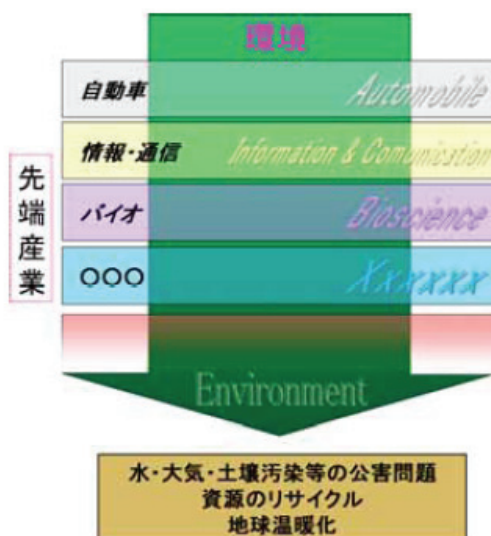 環境
自動車 Automobile
情報・通信 Information & Comunication
先端産業
バイオ Bioscience
○○○ Xxxxxxx
Environment
水・大気・土壌汚染等の公害問題
資源のリサイクル
地球温暖化